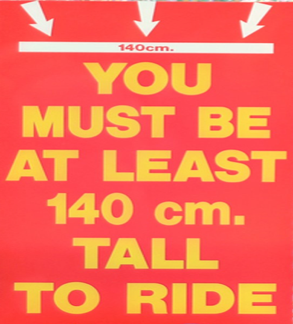 140cm.
YOU
MUST BE
AT LEAST
140 cm.
TALL
TO RIDE